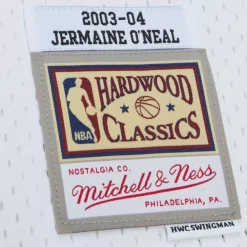 2003-04
JERMAINE O'NEAL
HARDWOOD
NBA
CLASSICS
NOSTALGIA CO.
Mitchell & Ness
PHILADELPHIA, PA.
HWC SWINGMAN